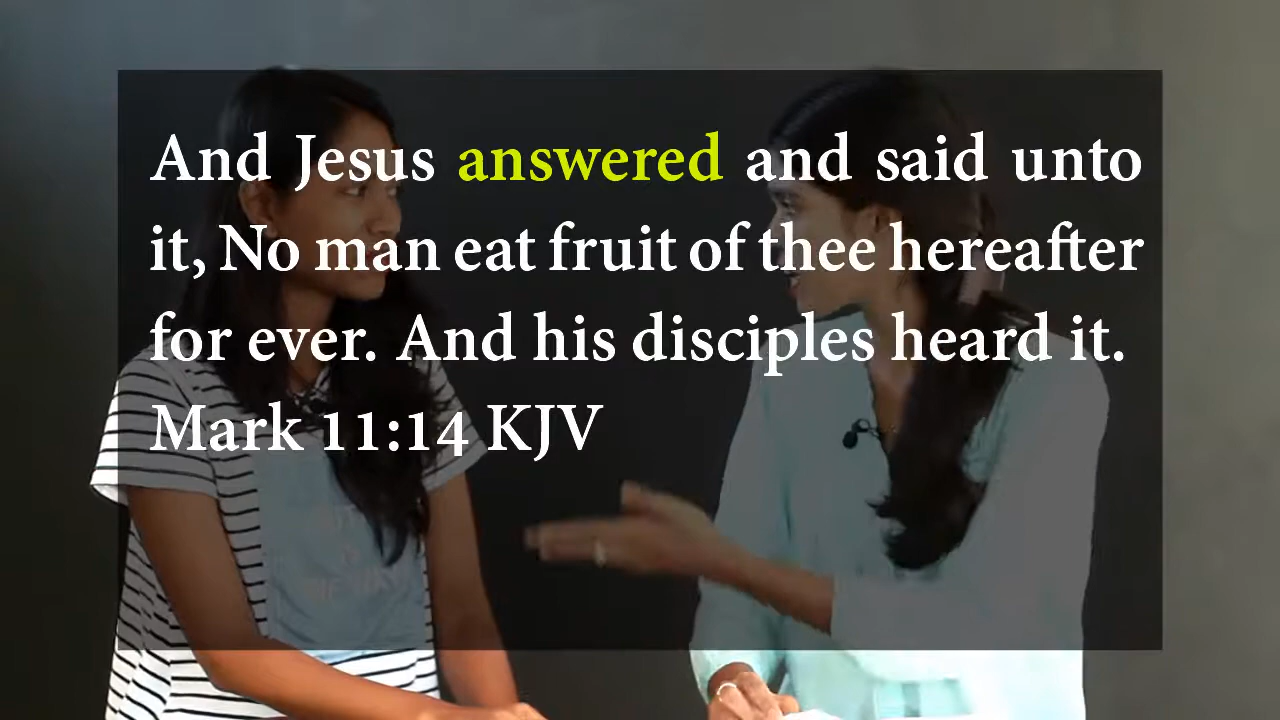 And Jesus answered and said unto
it, No man eat fruit of thee hereafter
for ever. And his disciples heard it.
Mark 11:14 KJV